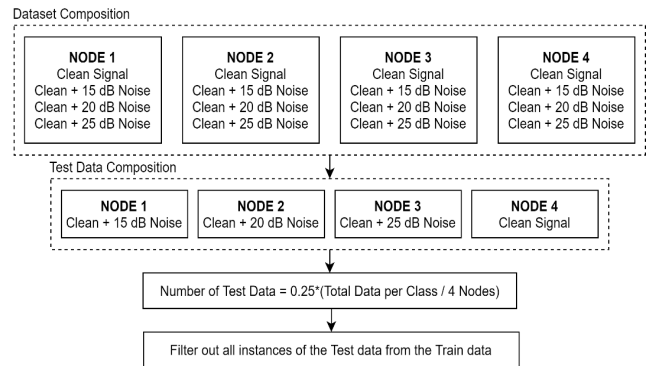 Dataset Composition
NODE 1
Clean Signal
Clean + 15 dB Noise
Clean + 20 dB Noise
Clean + 25 dB Noise
NODE 2
Clean Signal
Clean + 15 dB Noise
Clean + 20 dB Noise
Clean + 25 dB Noise
NODE 3
Clean Signal
Clean + 15 dB Noise
Clean + 20 dB Noise
Clean + 25 dB Noise
NODE 4
Clean Signal
Clean + 15 dB Noise
Clean + 20 dB Noise
Clean + 25 dB Noise
Test Data Composition
NODE 1
Clean + 15 dB Noise
NODE 2
Clean + 20 dB Noise
NODE 3
Clean + 25 dB Noise
NODE 4
Clean Signal
Number of Test Data = 0.25*(Total Data per Class / 4 Nodes)
Filter out all instances of the Test data from the Train data